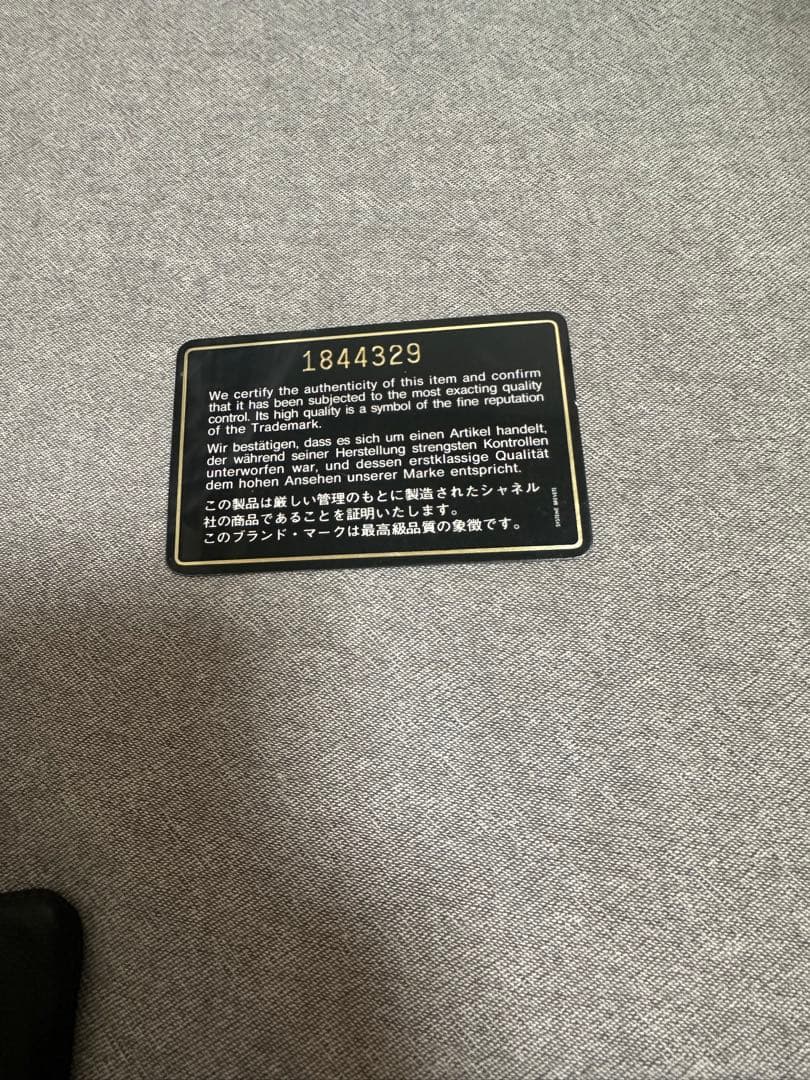 1844329
We certify the authenticity of this item and confirm
that it has been subjected to the most exacting quality
control. Its high quality is a symbol of the fine reputation
of the Trademark.
Wir bestätigen, dass es sich um einen Artikel handelt,
der während seiner Herstellung strengsten Kontrollen
unterworfen war, und dessen erstklassige Qualität
dem hohen Ansehen unserer Marke entspricht.
この製品は厳しい管理のもとに製造されたシャネル
社の商品であることを証明いたします。
このブランド・マークは最高級品質の象徴です。